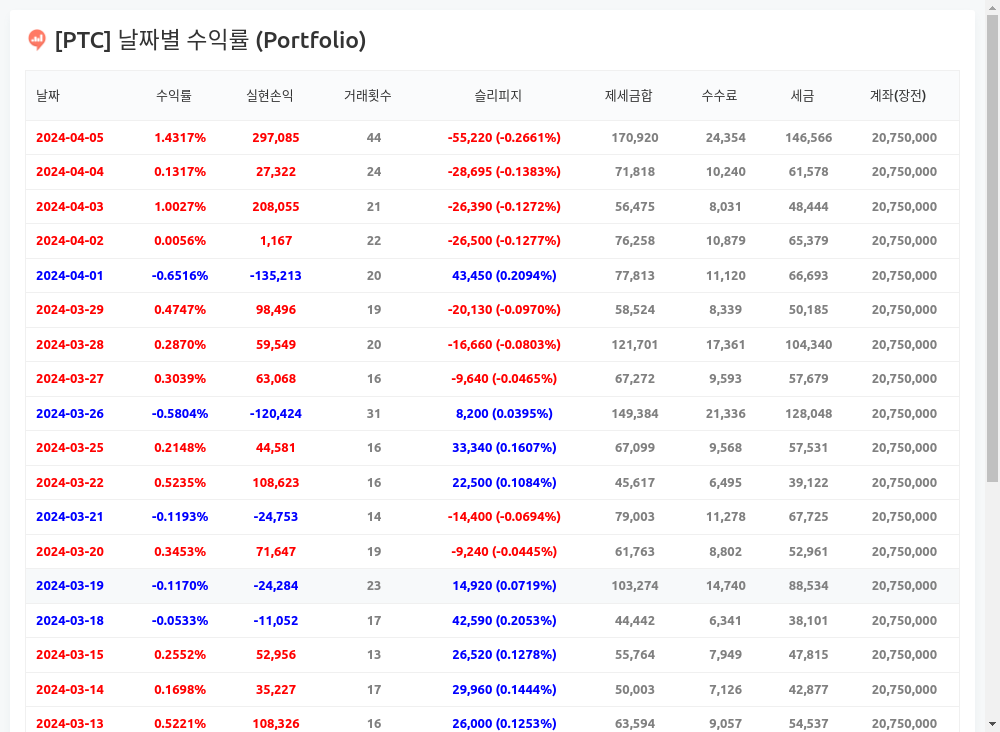 [PTC] 날짜별 수익률 (Portfolio)
날짜 수익률 실현손익 거래횟수 슬리피지 제세금합 수수료 세금 계좌(장전)
2024-04-05 1.4317% 297,085 44 -55,220 (-0.2661%) 170,920 24,354 146,566 20,750,000
2024-04-04 0.1317% 27,322 24 -28,695 (-0.1383%) 71,818 10,240 61,578 20,750,000
2024-04-03 1.0027% 208,055 21 -26,390 (-0.1272%) 56,475 8,031 48,444 20,750,000
2024-04-02 0.0056% 1,167 22 -26,500 (-0.1277%) 76,258 10,879 65,379 20,750,000
2024-04-01 -0.6516% -135,213 20 43,450 (0.2094%) 77,813 11,120 66,693 20,750,000
2024-03-29 0.4747% 98,496 19 -20,130 (-0.0970%) 58,524 8,339 50,185 20,750,000
2024-03-28 0.2870% 59,549 20 -16,660 (-0.0803%) 121,701 17,361 104,340 20,750,000
2024-03-27 0.3039% 63,068 16 -9,640 (-0.0465%) 67,272 9,593 57,679 20,750,000
2024-03-26 -0.5804% -120,424 31 8,200 (0.0395%) 149,384 21,336 128,048 20,750,000
2024-03-25 0.2148% 44,581 16 33,340 (0.1607%) 67,099 9,568 57,531 20,750,000
2024-03-22 0.5235% 108,623 16 22,500 (0.1084%) 45,617 6,495 39,122 20,750,000
2024-03-21 -0.1193% -24,753 14 -14,400 (-0.0694%) 79,003 11,278 67,725 20,750,000
2024-03-20 0.3453% 71,647 19 -9,240 (-0.0445%) 61,763 8,802 52,961 20,750,000
2024-03-19 -0.1170% -24,284 23 14,920 (0.0719%) 103,274 14,740 88,534 20,750,000
2024-03-18 -0.0533% -11,052 17 42,590 (0.2053%) 44,442 6,341 38,101 20,750,000
2024-03-15 0.2552% 52,956 13 26,520 (0.1278%) 55,764 7,949 47,815 20,750,000
2024-03-14 0.1698% 35,227 17 29,960 (0.1444%) 50,003 7,126 42,877 20,750,000
2024-03-13 0.5221% 108,326 16 26,000 (0.1253%) 63,594 9,057 54,537 20,750,000